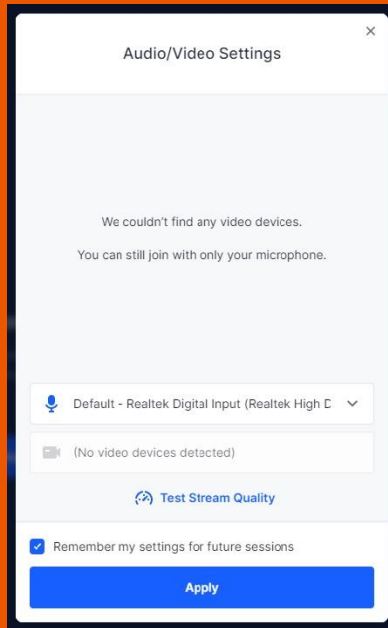 Audio/Video Settings
We couldn't find any video devices.
You can still join with only your microphone.
Default - Realtek Digital Input (Realtek High D
(No video devices detected)
Test Stream Quality
Remember my settings for future sessions
Apply